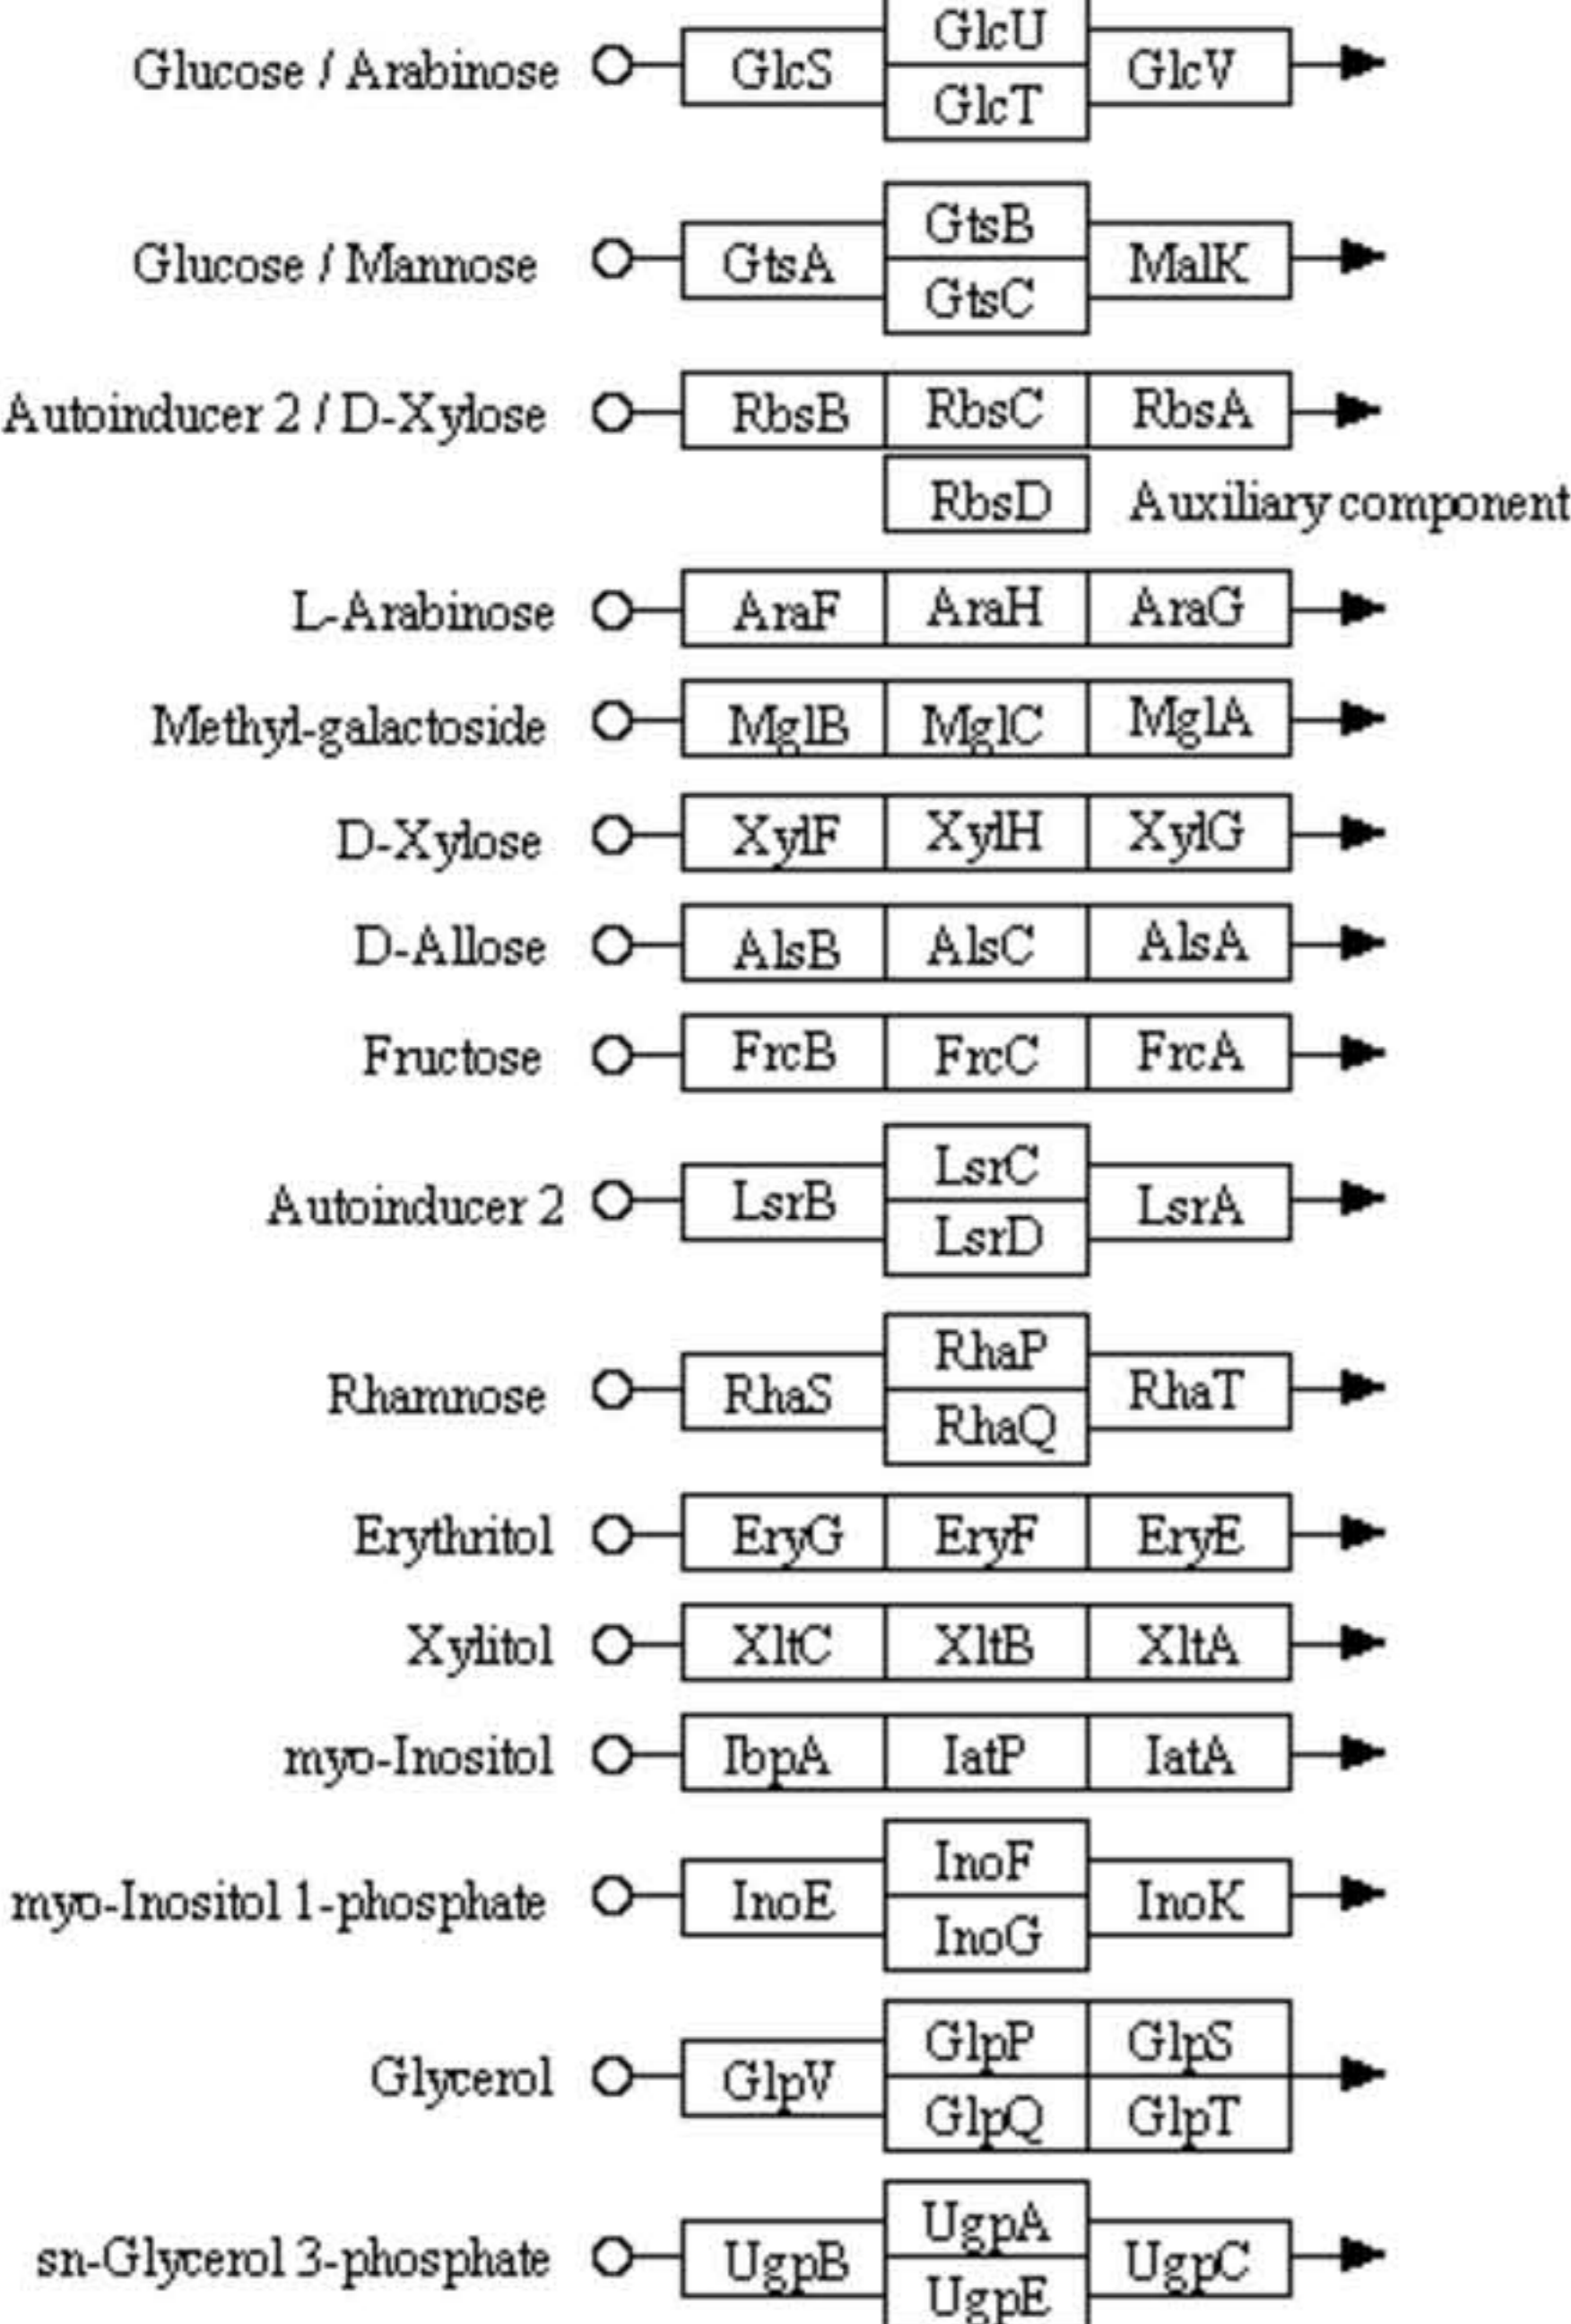 GlcU
Glucose / Arabinose GlcS GlcV
GlcT
GtsB
Glucose / Mannose GtsA MalK
GtsC
Autoinducer 2 / D-Xylose RbsB RbsC RbsA
RbsD Auxiliary component
L-Arabinose AraF AraH AraG
Methyl-galactoside MglB MglC MglA
D-Xylose XylF XylH XylG
D-Allose AlsB AlsC AlsA
Fructose FrcB FrcC FrcA
LsrC
Autoinducer 2 LsrB LsrA
LsrD
RhaP
Rhamnose RhaS RhaT
RhaQ
Erythritol EryG EryF EryE
Xylitol XltC XltB XltA
myo-Inositol IbpA IatP IatA
InoF
myo-Inositol 1-phosphate InoE InoK
InoG
GlpP GlpS
Glycerol GlpV
GlpQ GlpT
UgpA
sn-Glycerol 3-phosphate UgpB UgpC
UgpE